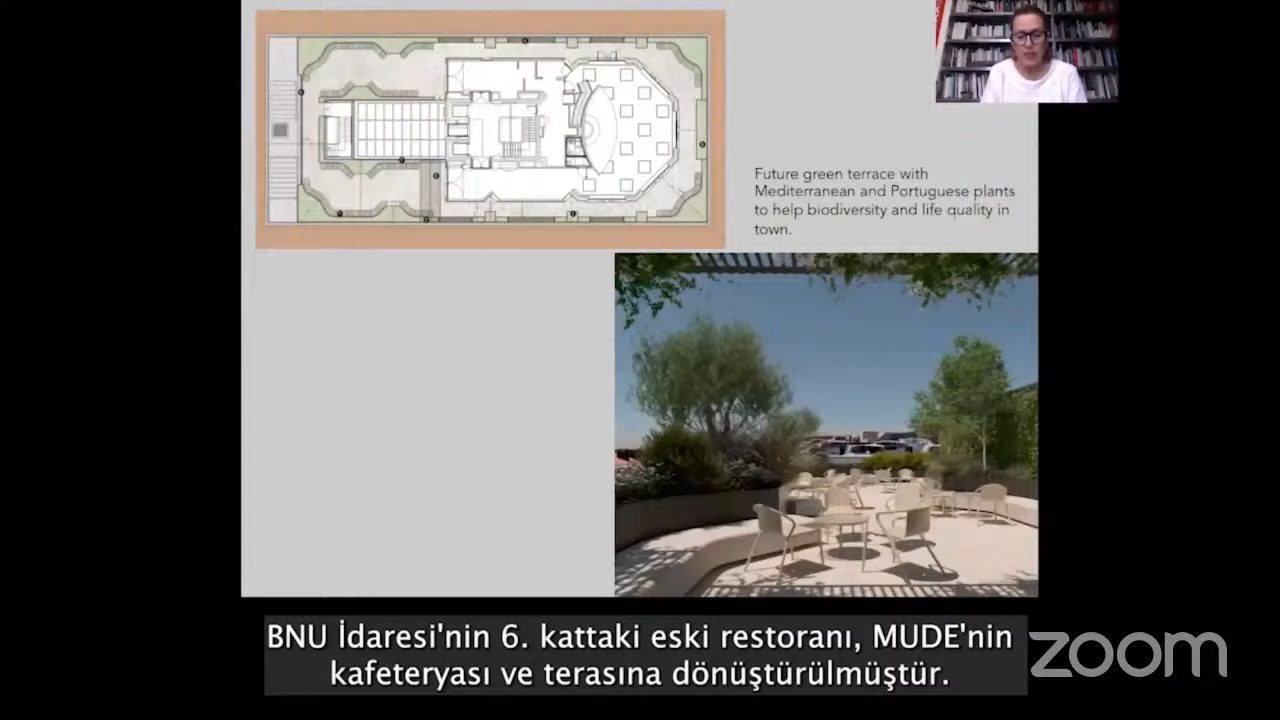 Future green terrace with
Mediterranean and Portuguese plants
to help biodiversity and life quality in
town.
BNU İdaresi'nin 6. kattaki eski restoranı, MUDE'nin
kafeteryası ve terasına dönüştürülmüştür.
zoom